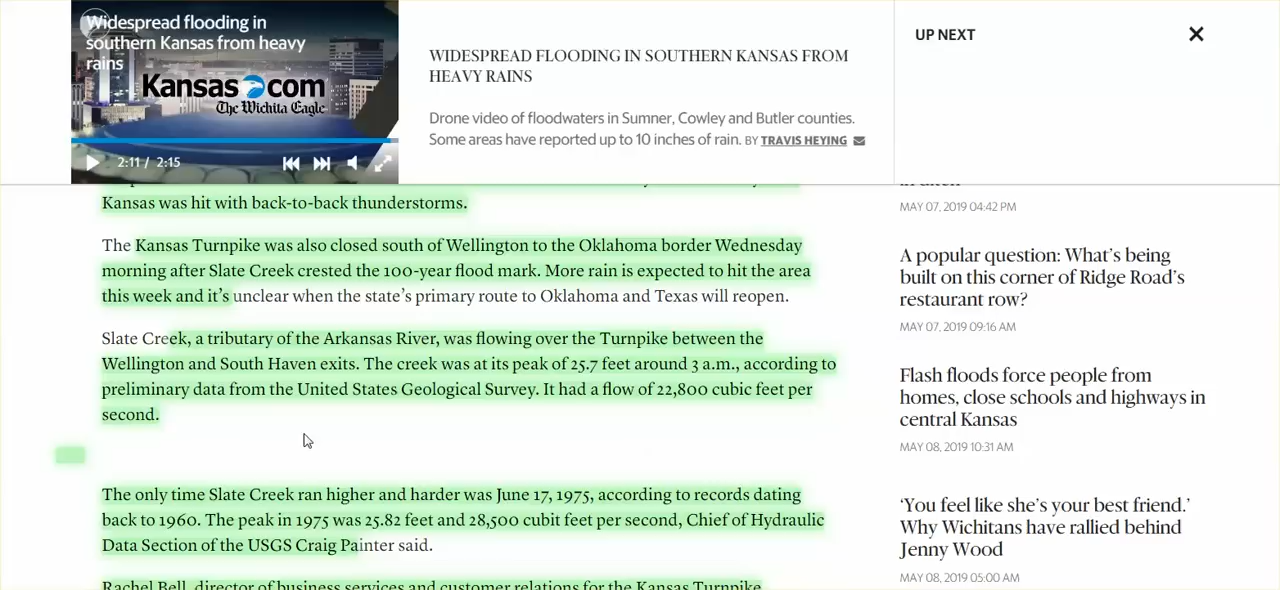 Widespread flooding in
southern Kansas from heavy
rains
Kansas com
The Wichita Eagle
2:11 / 2:15
WIDESPREAD FLOODING IN SOUTHERN KANSAS FROM
HEAVY RAINS
Drone video of floodwaters in Sumner, Cowley and Butler counties.
Some areas have reported up to 10 inches of rain. BY TRAVIS HEYING
UP NEXT
Kansas was hit with back-to-back thunderstorms.
The Kansas Turnpike was also closed south of Wellington to the Oklahoma border Wednesday
morning after Slate Creek crested the 100-year flood mark. More rain is expected to hit the area
this week and it’s unclear when the state’s primary route to Oklahoma and Texas will reopen.
Slate Creek, a tributary of the Arkansas River, was flowing over the Turnpike between the
Wellington and South Haven exits. The creek was at its peak of 25.7 feet around 3 a.m., according to
preliminary data from the United States Geological Survey. It had a flow of 22,800 cubic feet per
second.
The only time Slate Creek ran higher and harder was June 17, 1975, according to records dating
back to 1960. The peak in 1975 was 25.82 feet and 28,500 cubit feet per second, Chief of Hydraulic
Data Section of the USGS Craig Painter said.
Rachel Bell, director of business services and customer relations for the Kansas Turnpike
MAY 07, 2019 04:42 PM
A popular question: What’s being
built on this corner of Ridge Road’s
restaurant row?
MAY 07, 2019 09:16 AM
Flash floods force people from
homes, close schools and highways in
central Kansas
MAY 08, 2019 10:31 AM
‘You feel like she’s your best friend.’
Why Wichitans have rallied behind
Jenny Wood
MAY 08, 2019 05:00 AM